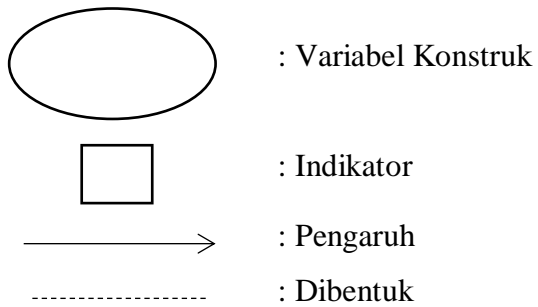 : Variabel Konstruk
: Indikator
: Pengaruh
: Dibentuk